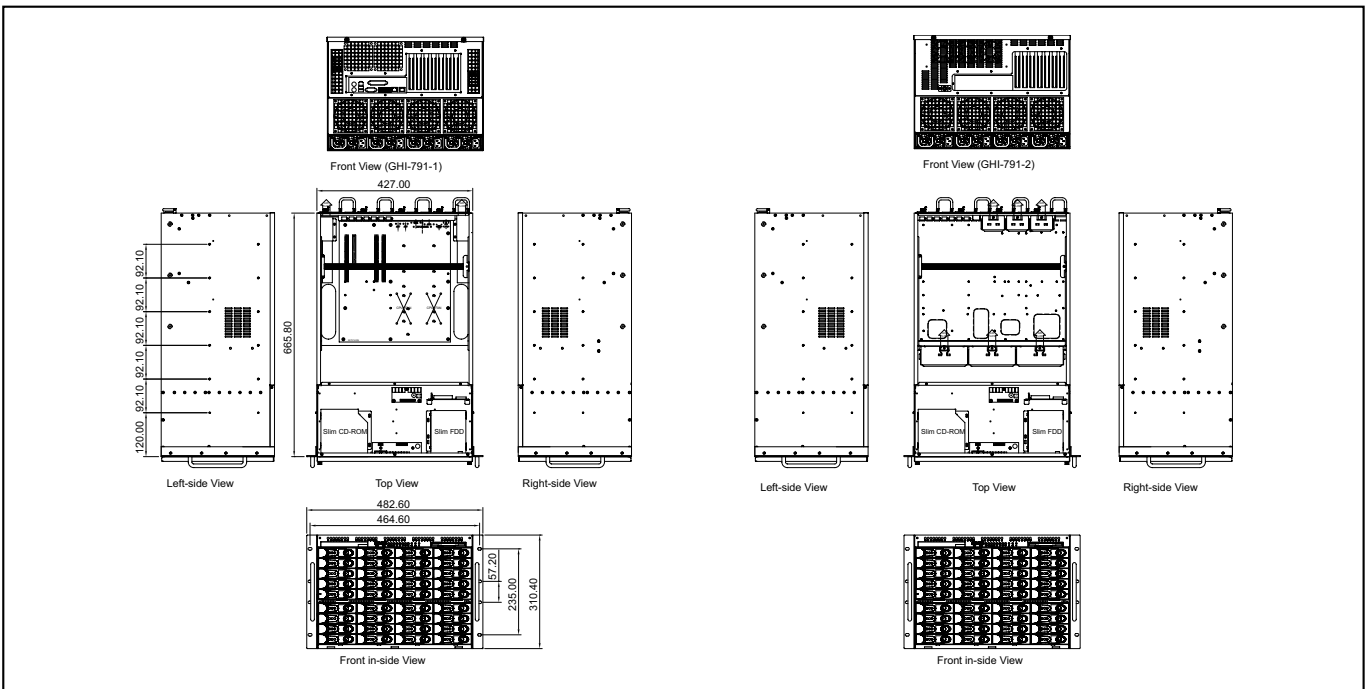 Front View (GHI-791-1)
Front View (GHI-791-2)
427.00
92.10
92.10
92.10
92.10
92.10
120.00
665.80
Slim CD-ROM
Slim FDD
Slim CD-ROM
Slim FDD
Left-side View
Top View
Right-side View
Left-side View
Top View
Right-side View
482.60
464.60
57.20
235.00
310.40
Front in-side View
Front in-side View